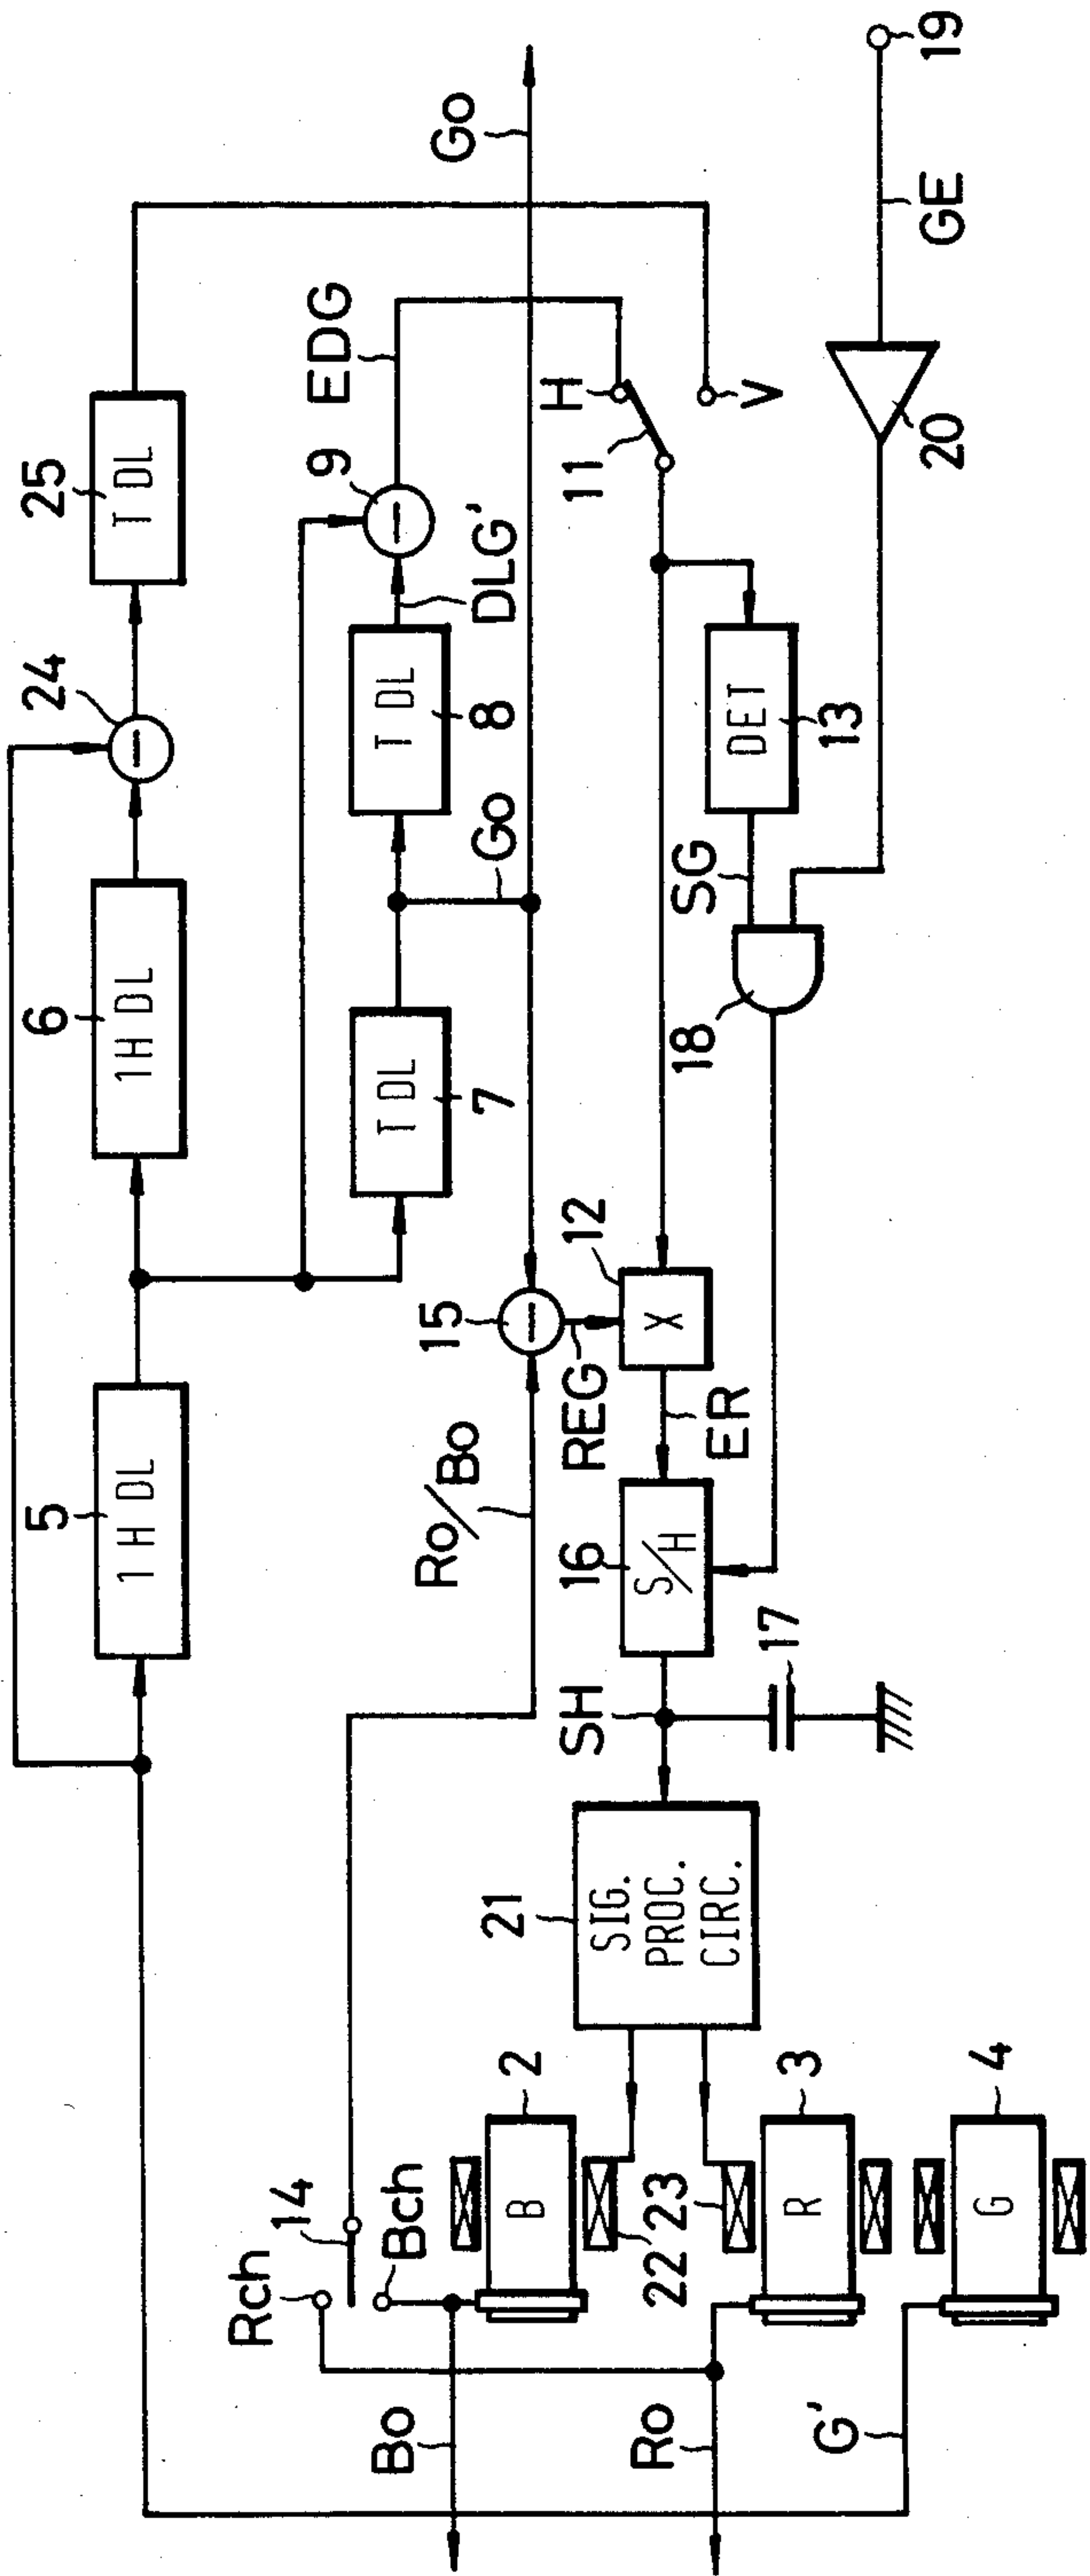 Go
19
GE
EDG
H
V
20
25
T DL
9
11
DLG'
24
T DL
8
DET
13
Go
SG
6
1H DL
18
T DL
7
12
15
X
REG
ER
5
1H DL
Ro/Bo
16
S/H
17
SH
21
SIG.
PROC.
CIRC.
14
Rch
Bch
2
B
22
23
3
R
4
G
Bo
Ro
G'